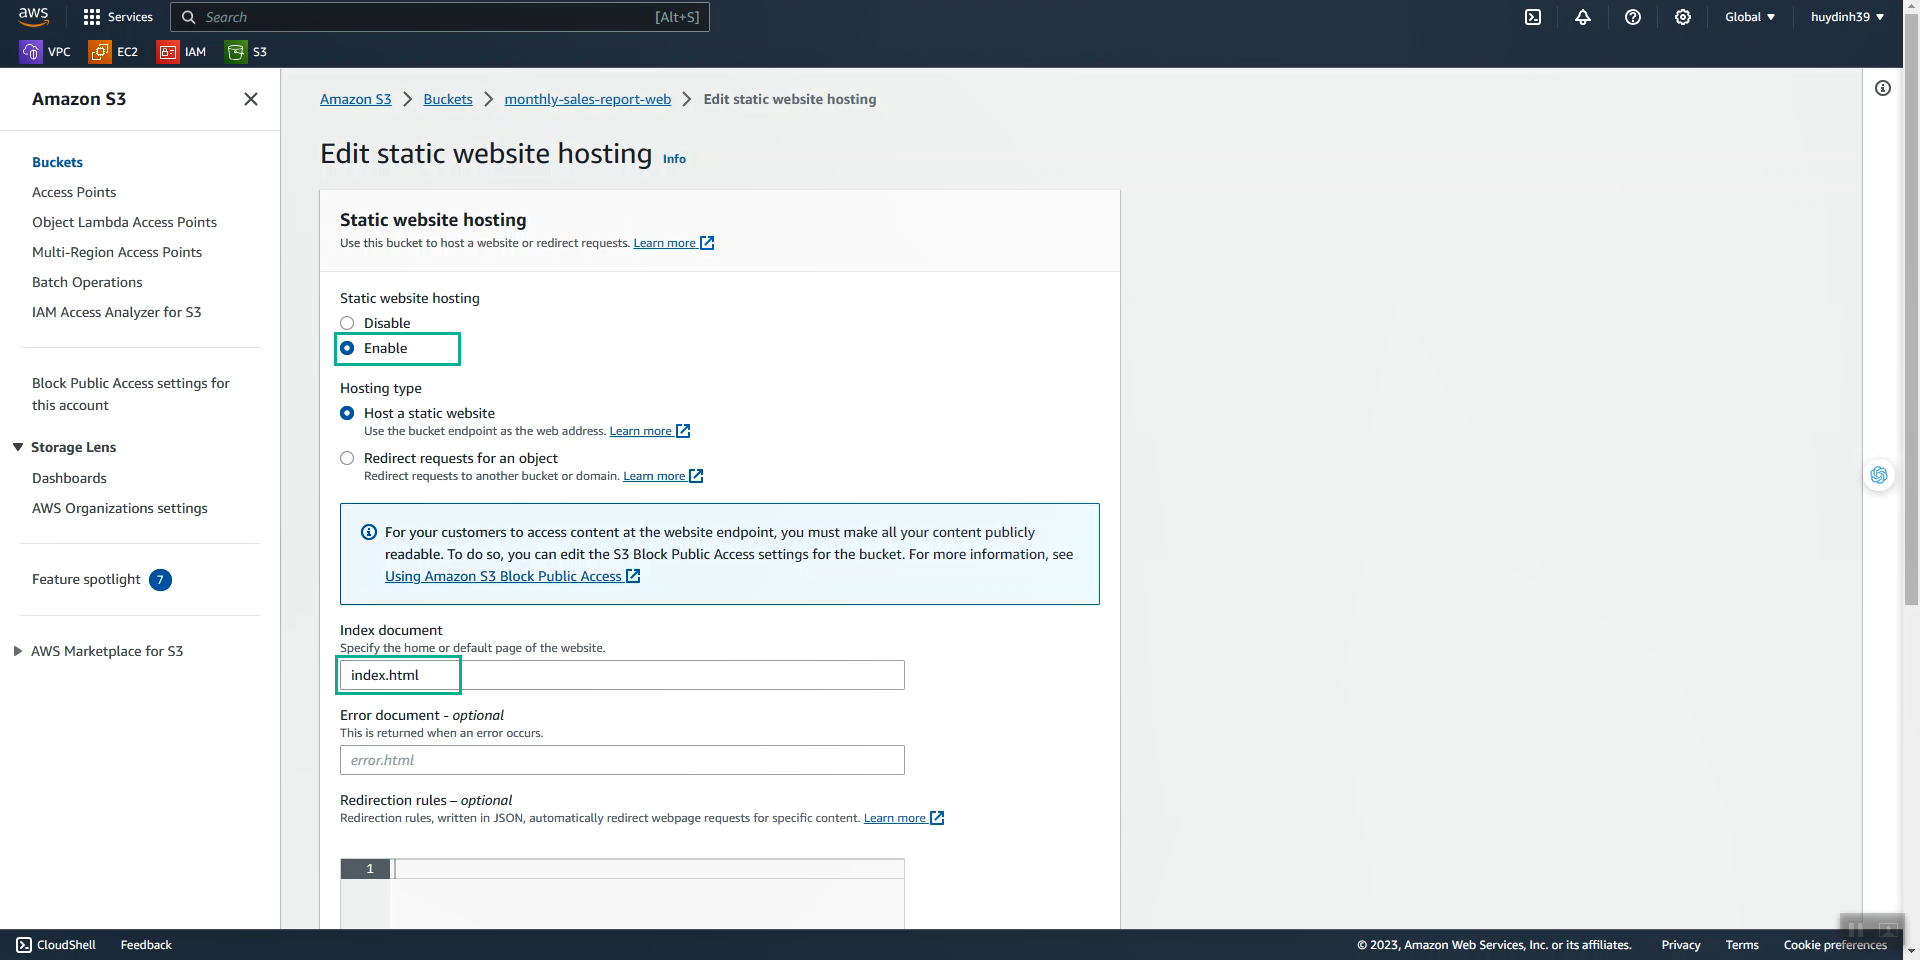 aws
Services
Search
[Alt+S]
Global
huydinh39
VPC
EC2
IAM
S3
Amazon S3
Buckets
Access Points
Object Lambda Access Points
Multi-Region Access Points
Batch Operations
IAM Access Analyzer for S3
Block Public Access settings for
this account
Storage Lens
Dashboards
AWS Organizations settings
Feature spotlight 7
AWS Marketplace for S3
Amazon S3 > Buckets > monthly-sales-report-web > Edit static website hosting
Edit static website hosting Info
Static website hosting
Use this bucket to host a website or redirect requests. Learn more
Static website hosting
Disable
Enable
Hosting type
Host a static website
Use the bucket endpoint as the web address. Learn more
Redirect requests for an object
Redirect requests to another bucket or domain. Learn more
For your customers to access content at the website endpoint, you must make all your content publicly
readable. To do so, you can edit the S3 Block Public Access settings for the bucket. For more information, see
Using Amazon S3 Block Public Access
Index document
Specify the home or default page of the website.
index.html
Error document - optional
This is returned when an error occurs.
error.html
Redirection rules – optional
Redirection rules, written in JSON, automatically redirect webpage requests for specific content. Learn more
1
CloudShell
Feedback
© 2023, Amazon Web Services, Inc. or its affiliates.
Privacy
Terms
Cookie preferences